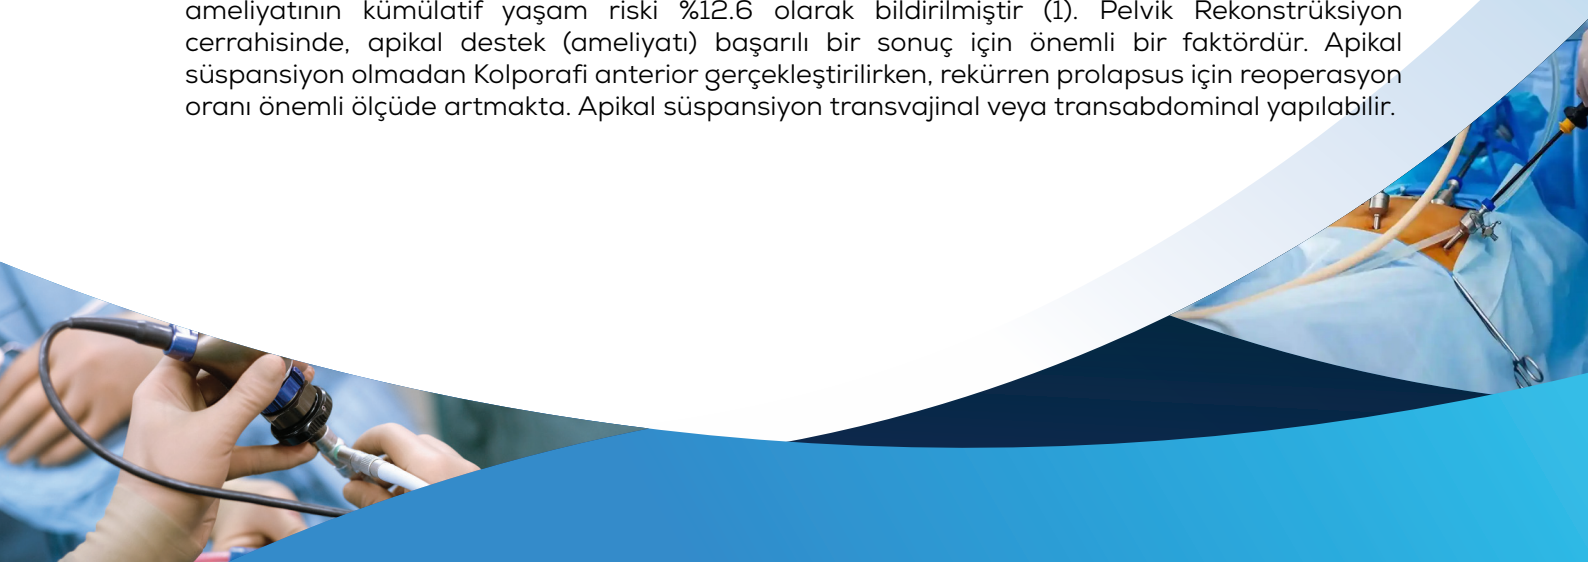 ameliyatının kümülatif yaşam riski %12.6 olarak bildirilmiştir (1). Pelvik Rekonstrüksiyon
cerrahisinde, apikal destek (ameliyatı) başarılı bir sonuç için önemli bir faktördür. Apikal
süspansiyon olmadan Kolporafi anterior gerçekleştirilirken, rekürren prolapsus için reoperasyon
oranı önemli ölçüde artmakta. Apikal süspansiyon transvajinal veya transabdominal yapılabilir.